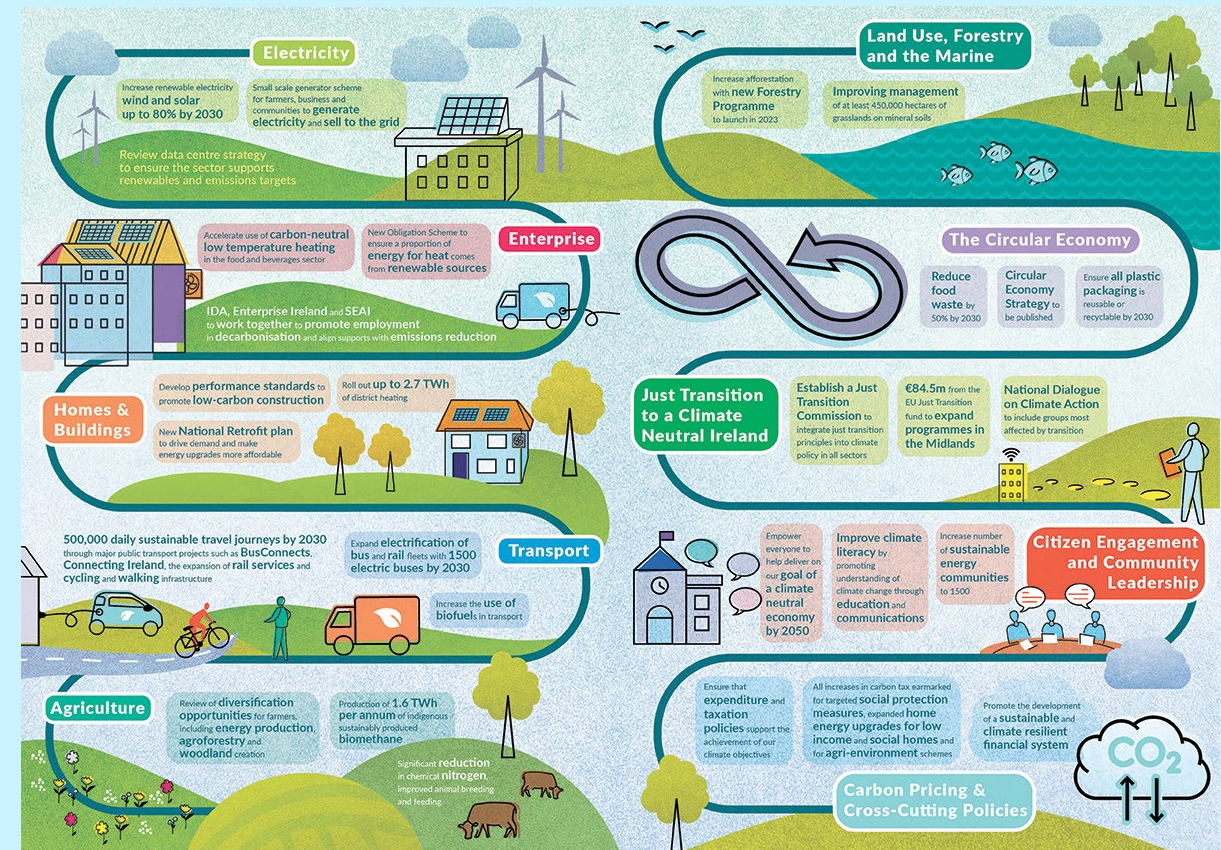 Electricity
Increase renewable electricity
wind and solar
up to 80% by 2030
Small scale generator scheme
for farmers, business and
communities to generate
electricity and sell to the grid
Review data centre strategy
to ensure the sector supports
renewables and emissions targets
Enterprise
Accelerate use of carbon-neutral
low temperature heating
in the food and beverages sector
New Obligation Scheme to
ensure a proportion of
energy for heat comes
from renewable sources
IDA, Enterprise Ireland and SEAI
to work together to promote employment
in decarbonisation and align supports with emissions reduction
Homes &
Buildings
Develop performance standards to
promote low-carbon construction
Roll out up to 2.7 TWh
of district heating
New National Retrofit plan
to drive demand and make
energy upgrades more affordable
Transport
500,000 daily sustainable travel journeys by 2030
through major public transport projects such as BusConnects,
Connecting Ireland, the expansion of rail services and
cycling and walking infrastructure
Expand electrification of
bus and rail fleets with 1500
electric buses by 2030
Increase the use of
biofuels in transport
Agriculture
Review of diversification
opportunities for farmers,
including energy production,
agroforestry and
woodland creation
Production of 1.6 TWh
per annum of indigenous
sustainably produced
biomethane
Significant reduction
in chemical nitrogen,
improved animal breeding
and feeding
Land Use, Forestry
and the Marine
Increase afforestation
with new Forestry
Programme
to launch in 2023
Improving management
of at least 450,000 hectares of
grasslands on mineral soils
The Circular Economy
Reduce
food
waste by
50% by 2030
Circular
Economy
Strategy to
be published
Ensure all plastic
packaging is
reusable or
recyclable by 2030
Just Transition
to a Climate
Neutral Ireland
Establish a Just
Transition
Commission to
integrate just transition
principles into climate
policy in all sectors
€84.5m from the
EU Just Transition
fund to expand
programmes in
the Midlands
National Dialogue
on Climate Action
to include groups most
affected by transition
Citizen Engagement
and Community
Leadership
Empower
everyone to
help deliver on
our goal of
a climate
neutral
economy
by 2050
Improve climate
literacy by
promoting
understanding of
climate change through
education and
communications
Increase number
of sustainable
energy
communities
to 1500
Ensure that
expenditure and
taxation
policies support the
achievement of our
climate objectives
All increases in carbon tax earmarked
for targeted social protection
measures, expanded home
energy upgrades for low
income and social homes and
for agri-environment schemes
Promote the development
of a sustainable and
climate resilient
financial system
CO2
Carbon Pricing &
Cross-Cutting Policies